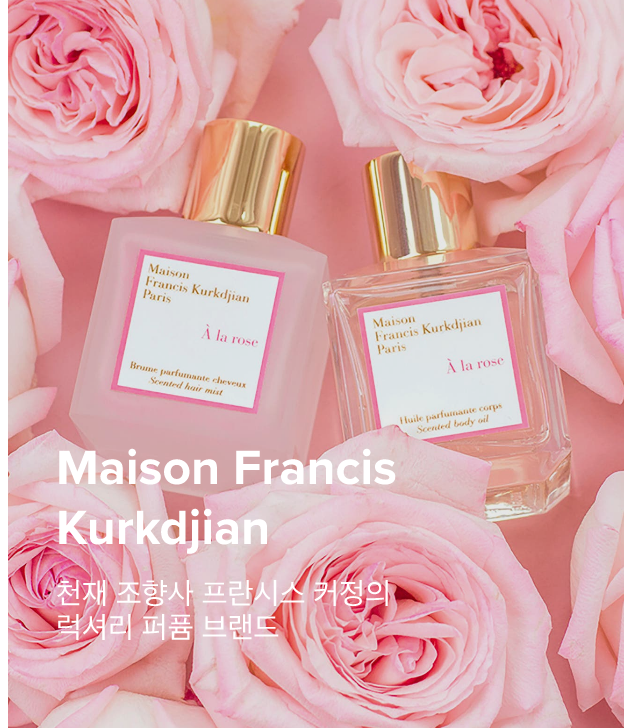 Maison
Francis Kurkdjian
Paris
À la rose
Brume parfumante cheveux
Scented hair mist
Maison
Francis Kurkdjian
Paris
À la rose
Huile parfumante corps
Scented body oil
Maison Francis
Kurkdjian
천재 조향사 프란시스 커정의
럭셔리 퍼퓸 브랜드